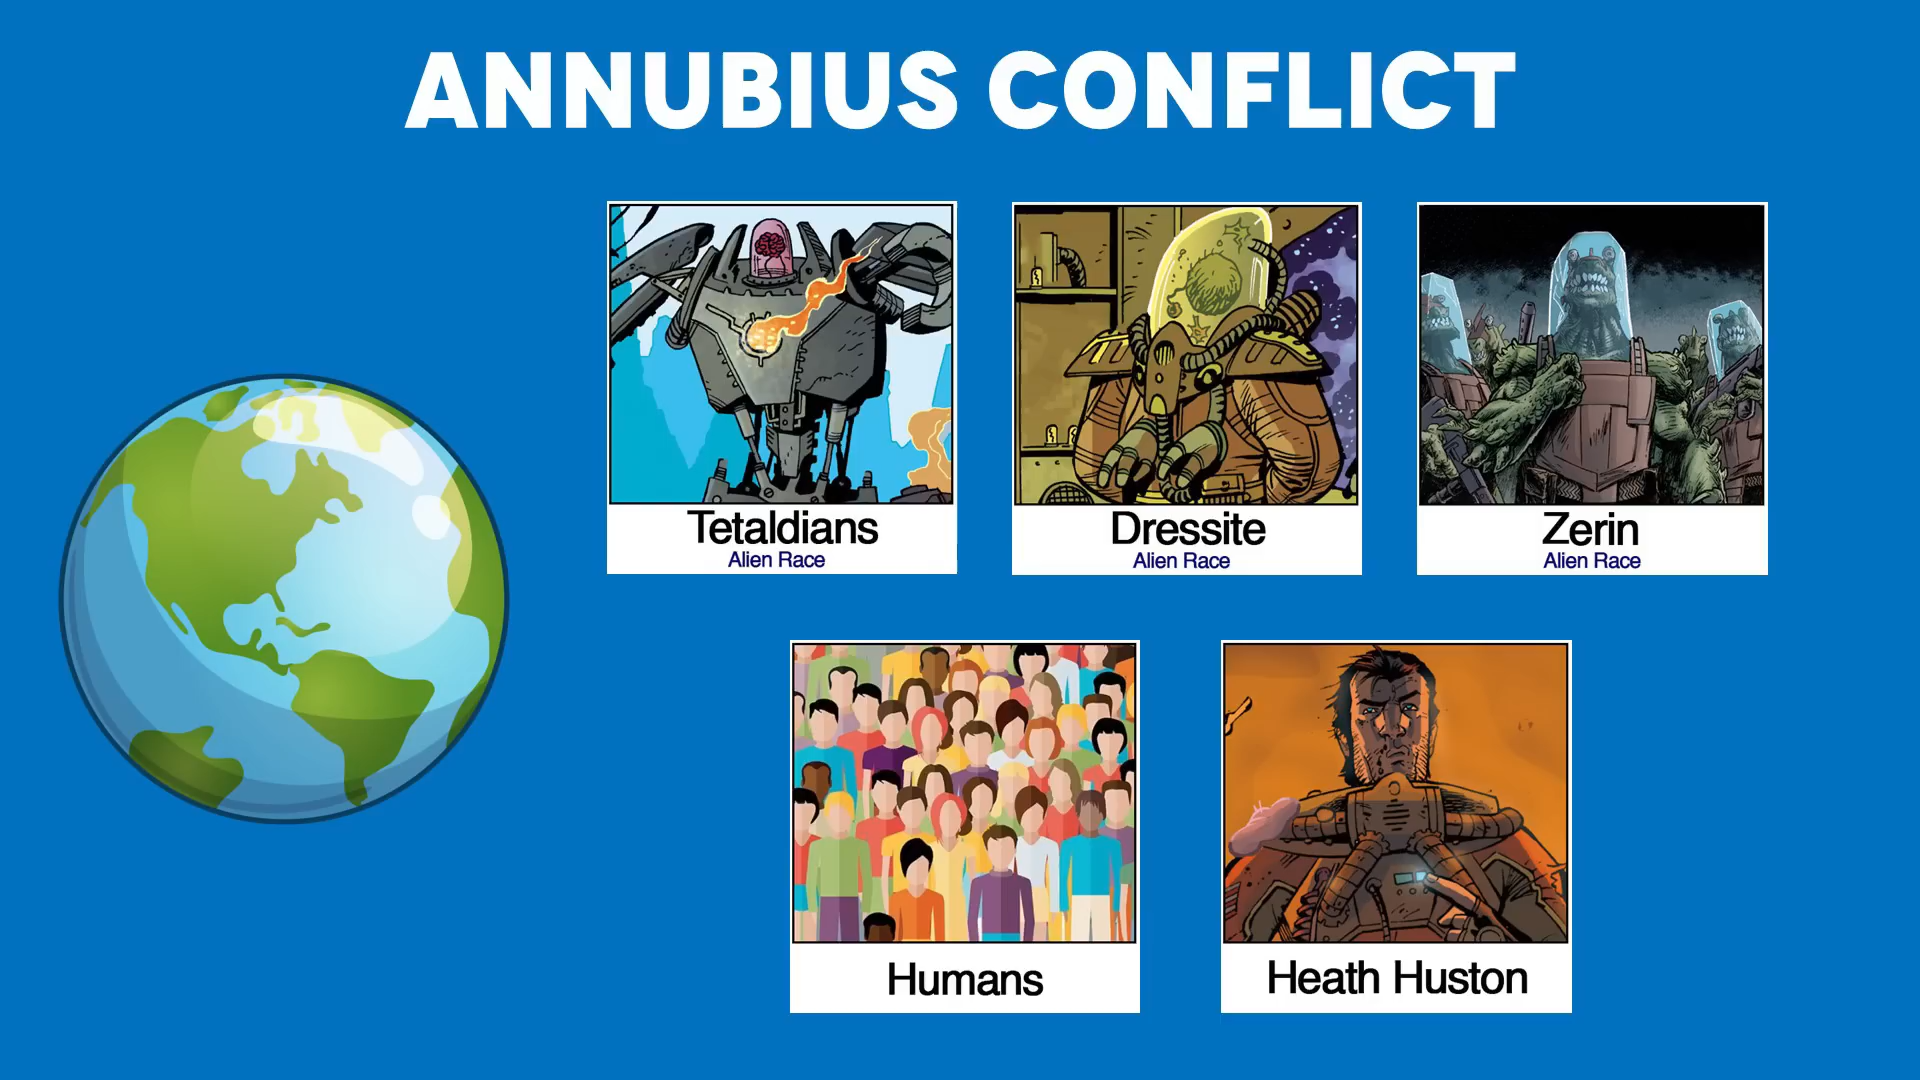 ANNUBIUS CONFLICT
Tetaldians
Alien Race
Dressite
Alien Race
Zerin
Alien Race
Humans
Heath Huston